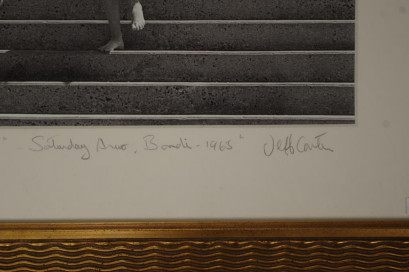 "Saturday Arvo, Bondi - 1965" Jeff Carter